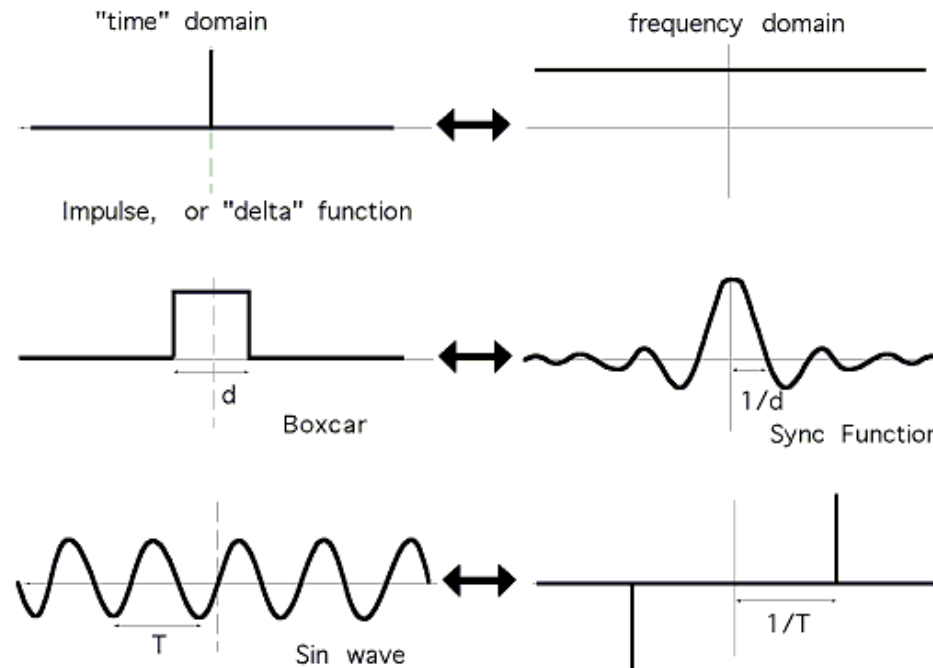 "time" domain
frequency domain
Impulse, or "delta" function
d
1/d
Boxcar
Sync Function
T
1/T
Sin wave